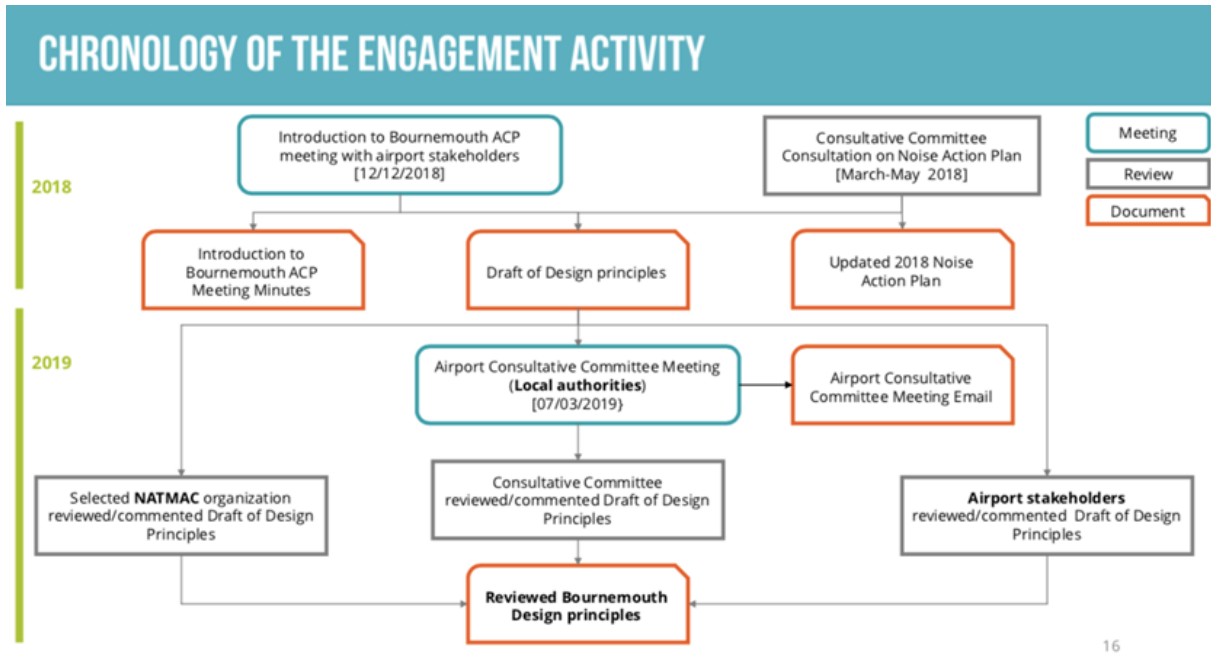 CHRONOLOGY OF THE ENGAGEMENT ACTIVITY
2018
Introduction to Bournemouth ACP
meeting with airport stakeholders
[12/12/2018]
Consultative Committee
Consultation on Noise Action Plan
[March-May 2018]
Meeting
Review
Document
Introduction to
Bournemouth ACP
Meeting Minutes
Draft of Design principles
Updated 2018 Noise
Action Plan
2019
Airport Consultative Committee Meeting
(Local authorities)
[07/03/2019}
Airport Consultative
Committee Meeting Email
Selected NATMAC organization
reviewed/commented Draft of Design
Principles
Consultative Committee
reviewed/commented Draft of Design
Principles
Airport stakeholders
reviewed/commented Draft of Design
Principles
Reviewed Bournemouth
Design principles
16